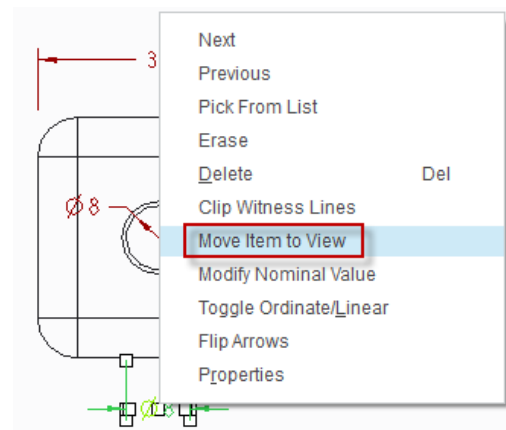 3
Next
Previous
Pick From List
Erase
Delete Del
Clip Witness Lines
Move Item to View
Modify Nominal Value
Toggle Ordinate/Linear
Flip Arrows
Properties
Ø8
Ø8